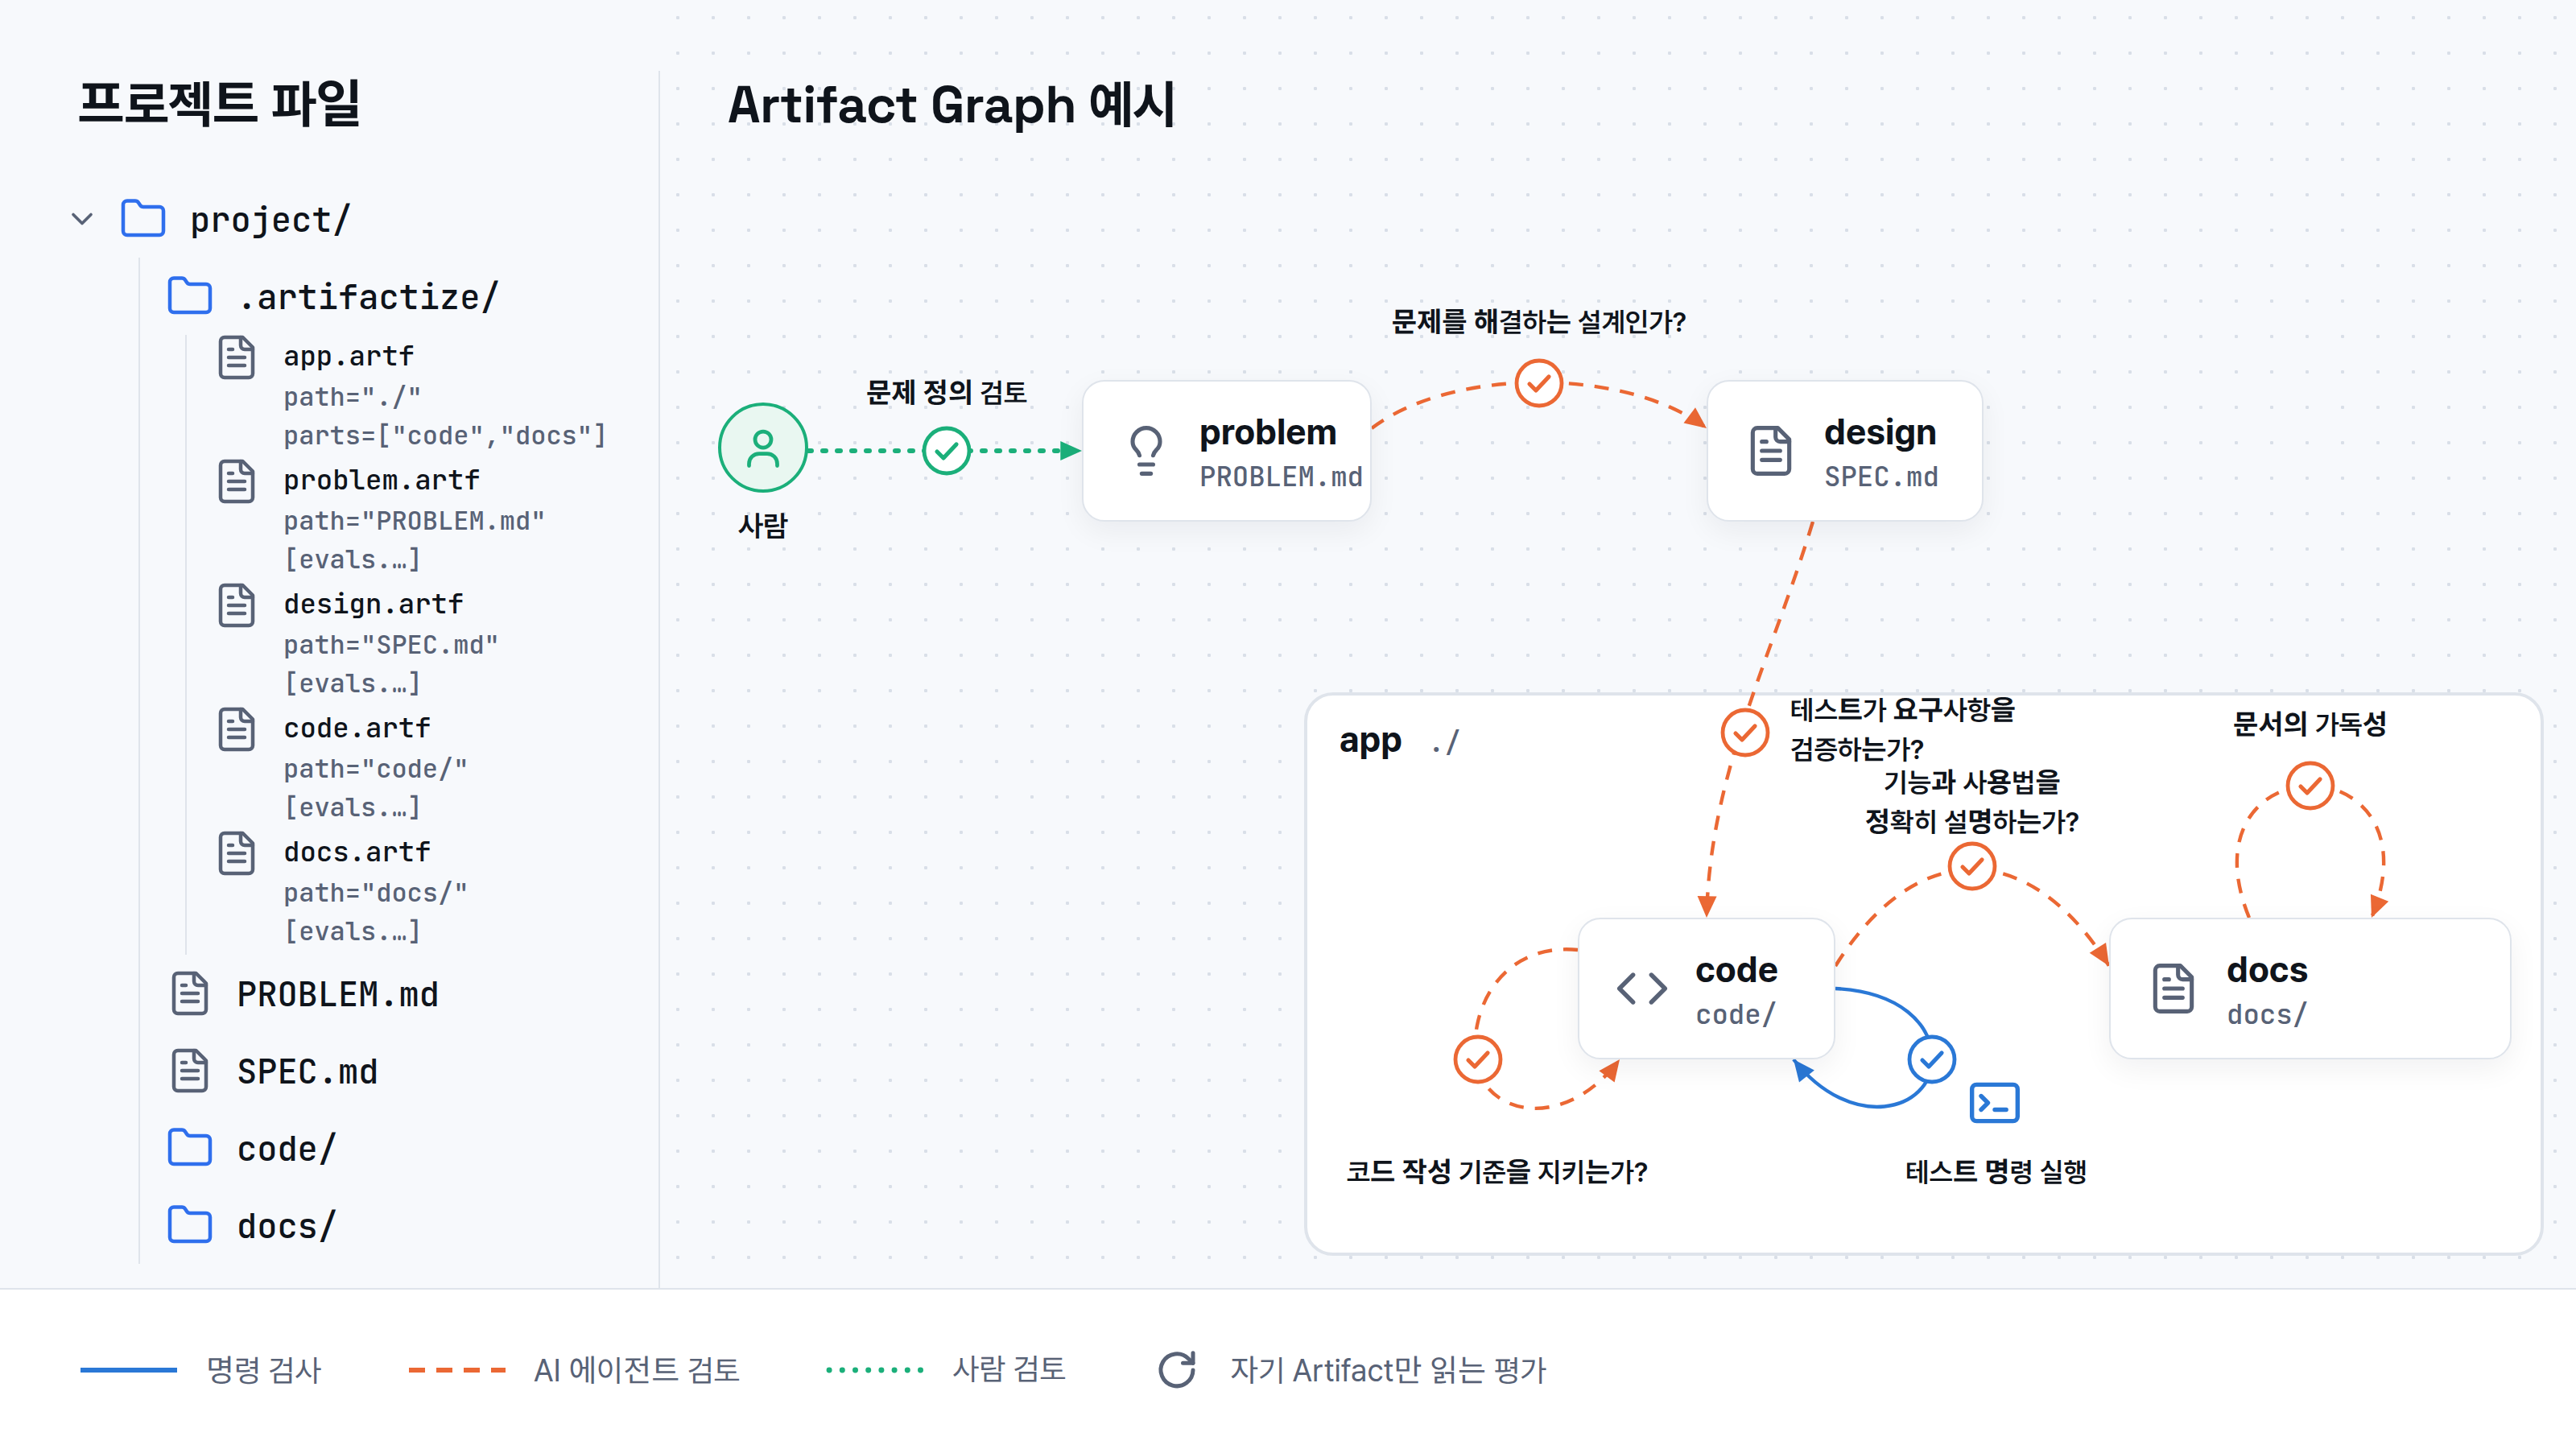 프로젝트 파일
project/
.artifactize/
app.artf
path="./"
parts=["code","docs"]
problem.artf
path="PROBLEM.md"
[evals.…]
design.artf
path="SPEC.md"
[evals.…]
code.artf
path="code/"
[evals.…]
docs.artf
path="docs/"
[evals.…]
PROBLEM.md
SPEC.md
code/
docs/
Artifact Graph 예시
문제를 해결하는 설계인가?
문제 정의 검토
사람
problem
PROBLEM.md
design
SPEC.md
app ./
테스트가 요구사항을
검증하는가?
기능과 사용법을
정확히 설명하는가?
문서의 가독성
code
code/
docs
docs/
코드 작성 기준을 지키는가?
테스트 명령 실행
명령 검사
AI 에이전트 검토
사람 검토
자기 Artifact만 읽는 평가